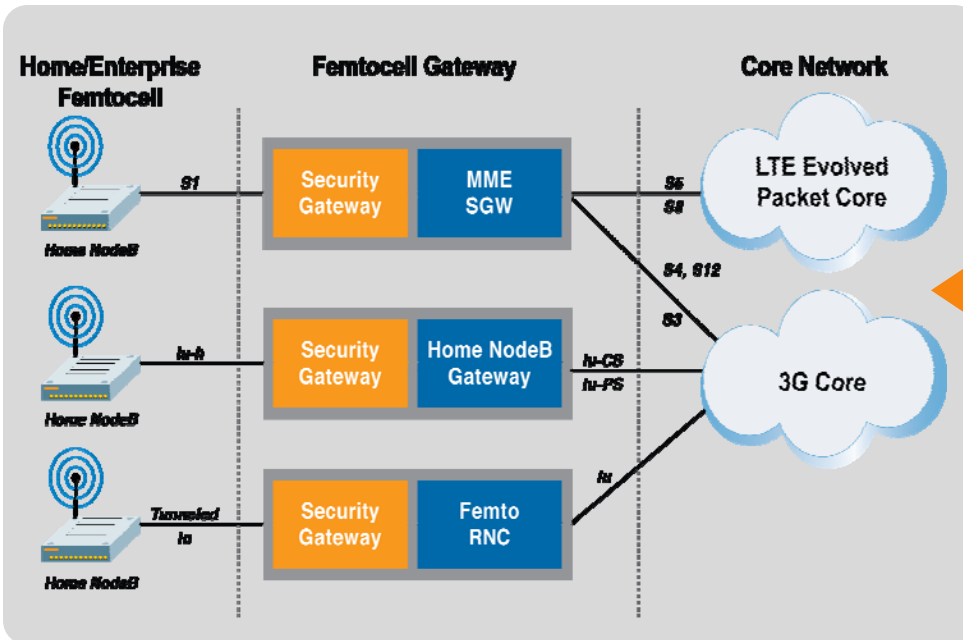 Home/Enterprise
Femtocell
Femtocell Gateway
Core Network
S1
Security
Gateway
MME
SGW
S5
S8
LTE Evolved
Packet Core
Home NodeB
S4, S12
S3
Iu-h
Security
Gateway
Home NodeB
Gateway
Iu-CS
Iu-PS
3G Core
Home NodeB
Tunneled
Iu
Security
Gateway
Femto
RNC
Iu
Home NodeB